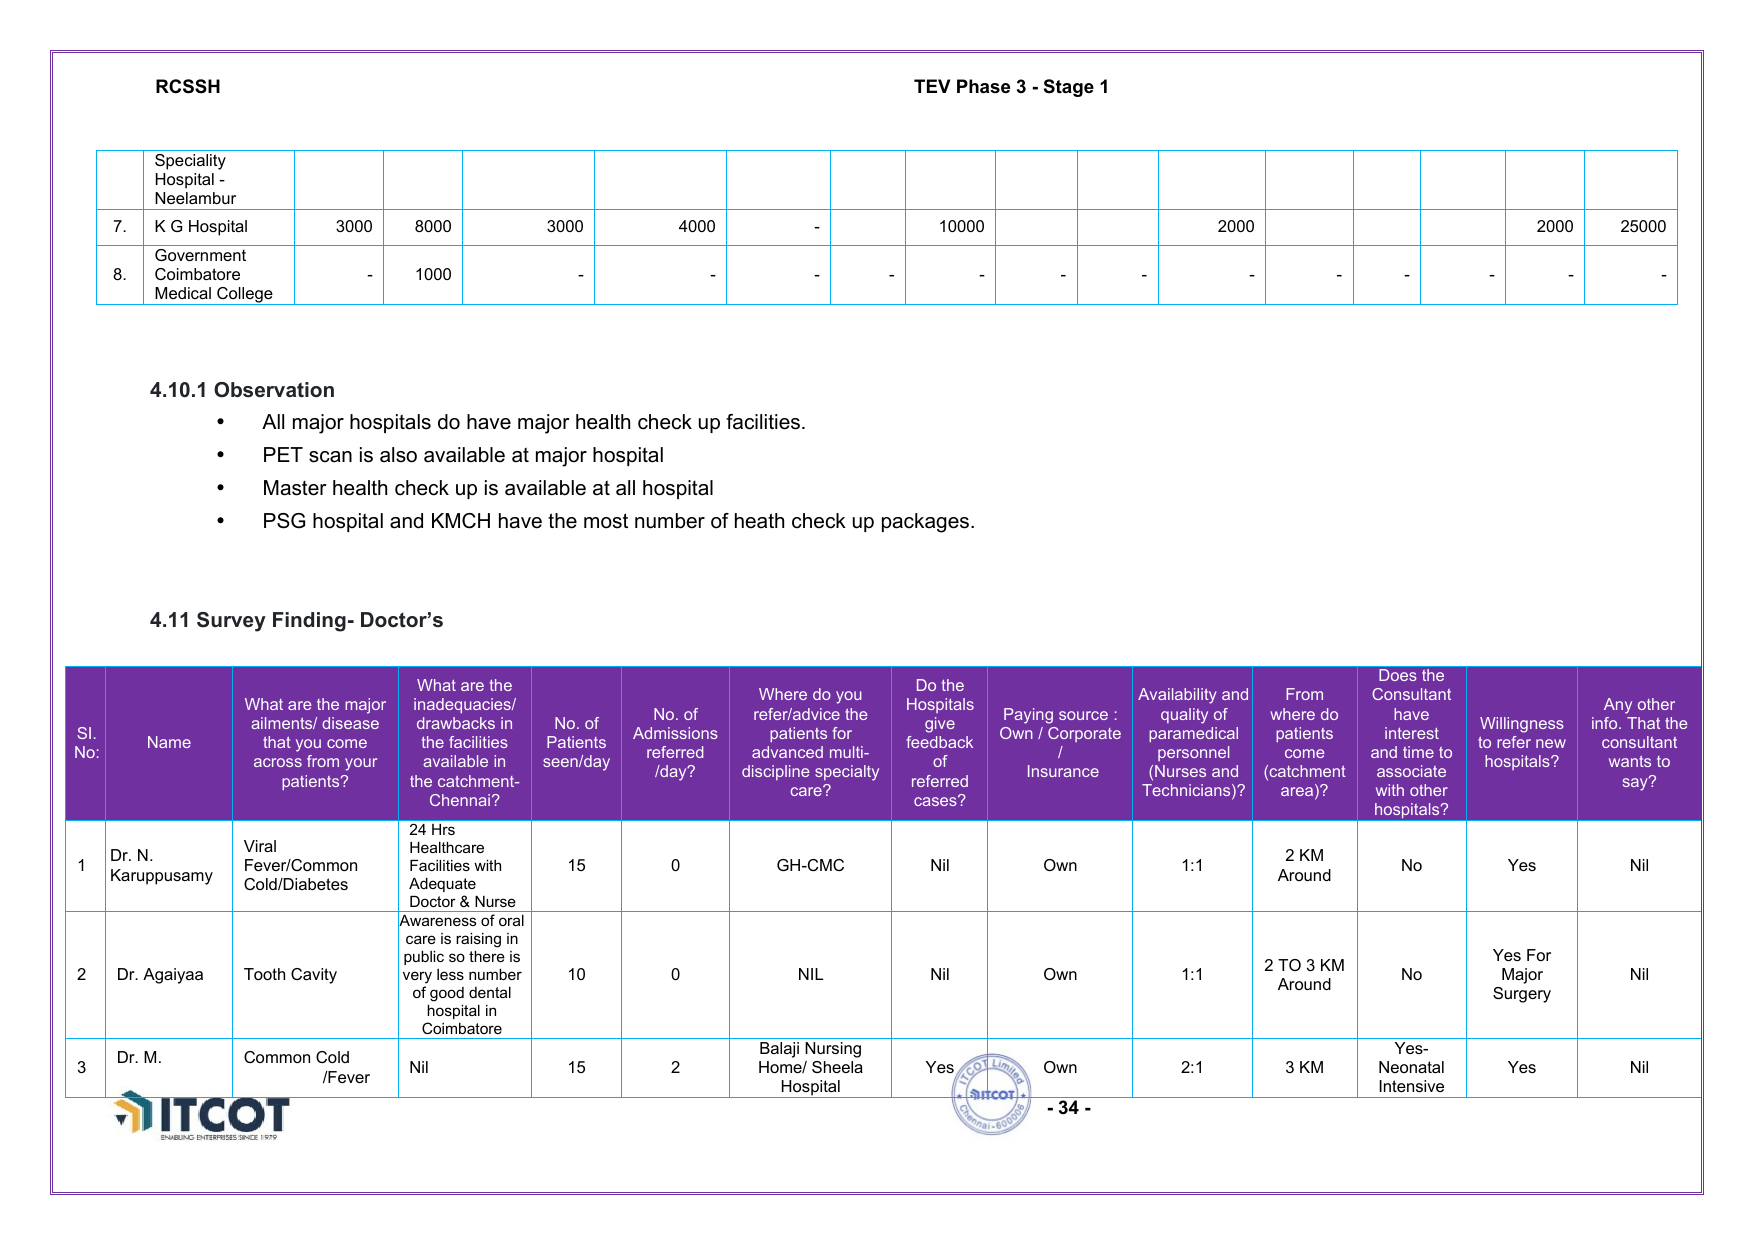 RCSSH TEV Phase 3 - Stage 1
Speciality
Hospital -
Neelambur
7. K G Hospital 3000 8000 3000 4000 - 10000 2000 2000 25000
Government
Coimbatore
Medical College
8. - 1000 - - - - - - - - - - - - -
4.10.1 Observation
• All major hospitals do have major health check up facilities.
• PET scan is also available at major hospital
• Master health check up is available at all hospital
• PSG hospital and KMCH have the most number of heath check up packages.
4.11 Survey Finding- Doctor’s
SI.
No:
Name
What are the major
ailments/ disease
that you come
across from your
patients?
What are the
inadequacies/
drawbacks in
the facilities
available in
the catchment-
Chennai?
No. of
Patients
seen/day
No. of
Admissions
referred
/day?
Where do you
refer/advice the
patients for
advanced multi-
discipline specialty
care?
Do the
Hospitals
give
feedback
of
referred
cases?
Paying source :
Own / Corporate
/
Insurance
Availability and
quality of
paramedical
personnel
(Nurses and
Technicians)?
From
where do
patients
come
(catchment
area)?
Does the
Consultant
have
interest
and time to
associate
with other
hospitals?
Willingness
to refer new
hospitals?
Any other
info. That the
consultant
wants to
say?
1
Dr. N.
Karuppusamy
Viral
Fever/Common
Cold/Diabetes
24 Hrs
Healthcare
Facilities with
Adequate
Doctor & Nurse
15
0
GH-CMC
Nil
Own
1:1
2 KM
Around
No
Yes
Nil
2
Dr. Agaiyaa
Tooth Cavity
Awareness of oral
care is raising in
public so there is
very less number
of good dental
hospital in
Coimbatore
10
0
NIL
Nil
Own
1:1
2 TO 3 KM
Around
No
Yes For
Major
Surgery
Nil
3
Dr. M.
Common Cold
/Fever
Nil
15
2
Balaji Nursing
Home/ Sheela
Hospital
Yes
Own
2:1
3 KM
Yes-
Neonatal
Intensive
Yes
Nil
ITCOT
ENABLING ENTERPRISES SINCE 1979
ITCOT Limited
ITCOT
Chennai-600006
- 34 -